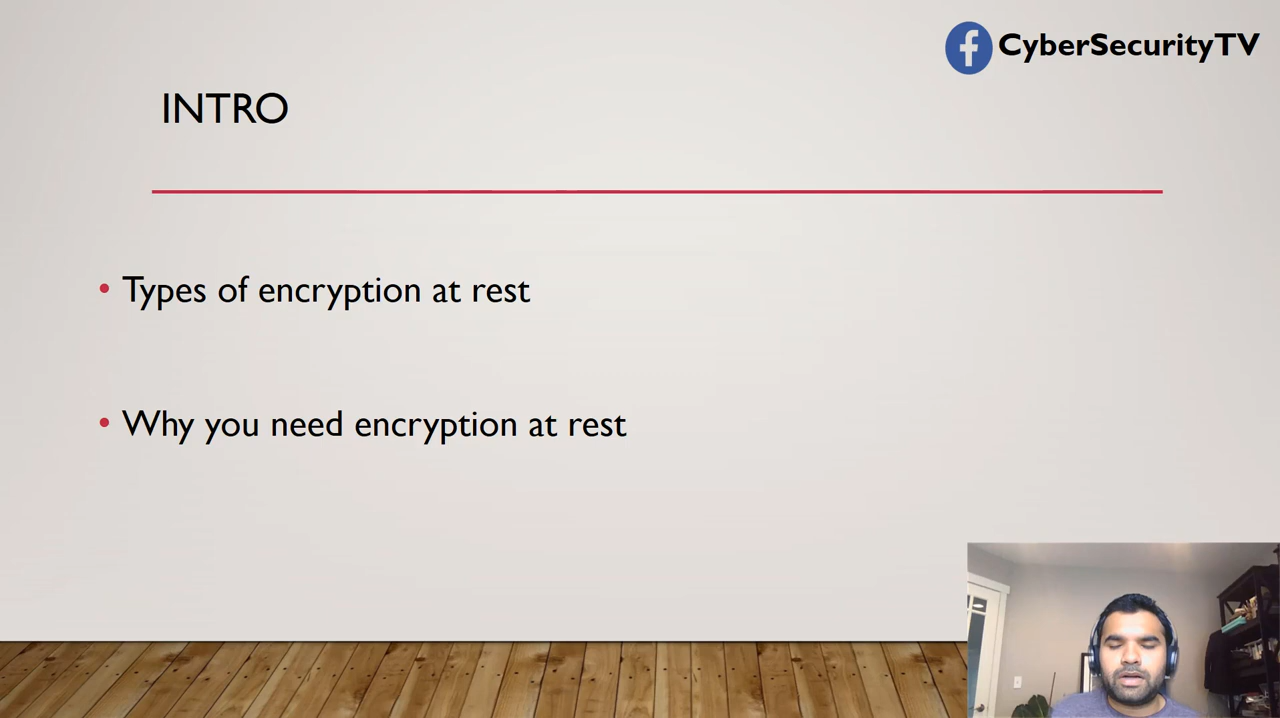 CyberSecurityTV
INTRO
Types of encryption at rest
Why you need encryption at rest